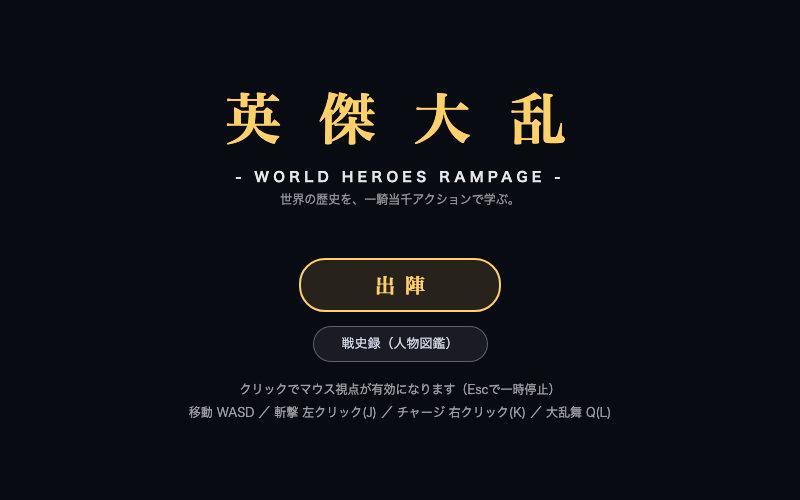 英傑大乱
- WORLD HEROES RAMPAGE -
世界の歴史を、一騎当千アクションで学ぶ。
出陣
戦史録（人物図鑑）
クリックでマウス視点が有効になります（Escで一時停止）
移動 WASD ／ 斬撃 左クリック(J) ／ チャージ 右クリック(K) ／ 大乱舞 Q(L)